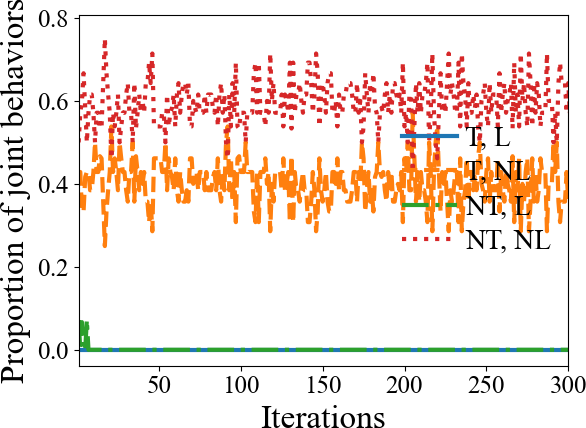 Proportion of joint behaviors
0.8
0.6
0.4
0.2
0.0
T, L
T, NL
NT, L
NT, NL
50
100
150
200
250
300
Iterations